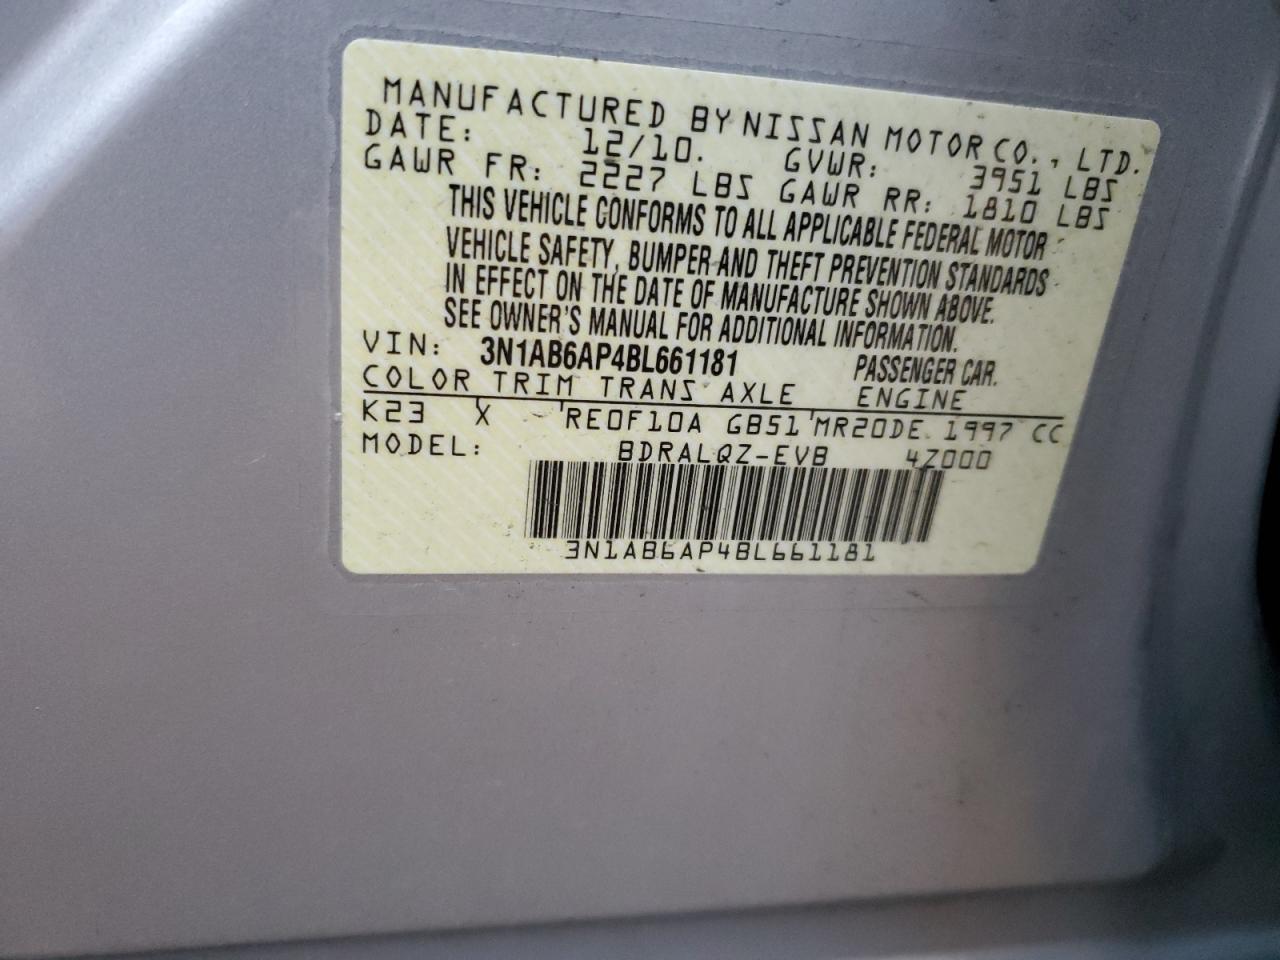 MANUFACTURED BY NISSAN MOTOR CO., LTD.
DATE: 12/10. GVWR: 3951 LBS
GAWR FR: 2227 LBS GAWR RR: 1810 LBS
THIS VEHICLE CONFORMS TO ALL APPLICABLE FEDERAL MOTOR
VEHICLE SAFETY, BUMPER AND THEFT PREVENTION STANDARDS
IN EFFECT ON THE DATE OF MANUFACTURE SHOWN ABOVE.
SEE OWNER'S MANUAL FOR ADDITIONAL INFORMATION.
VIN: 3N1AB6AP4BL661181 PASSENGER CAR.
COLOR TRIM TRANS AXLE ENGINE
K23 X RE0F10A GB51 MR20DE 1997 CC
MODEL: BDRALQZ-EVB 4Z000
3N1AB6AP4BL661181